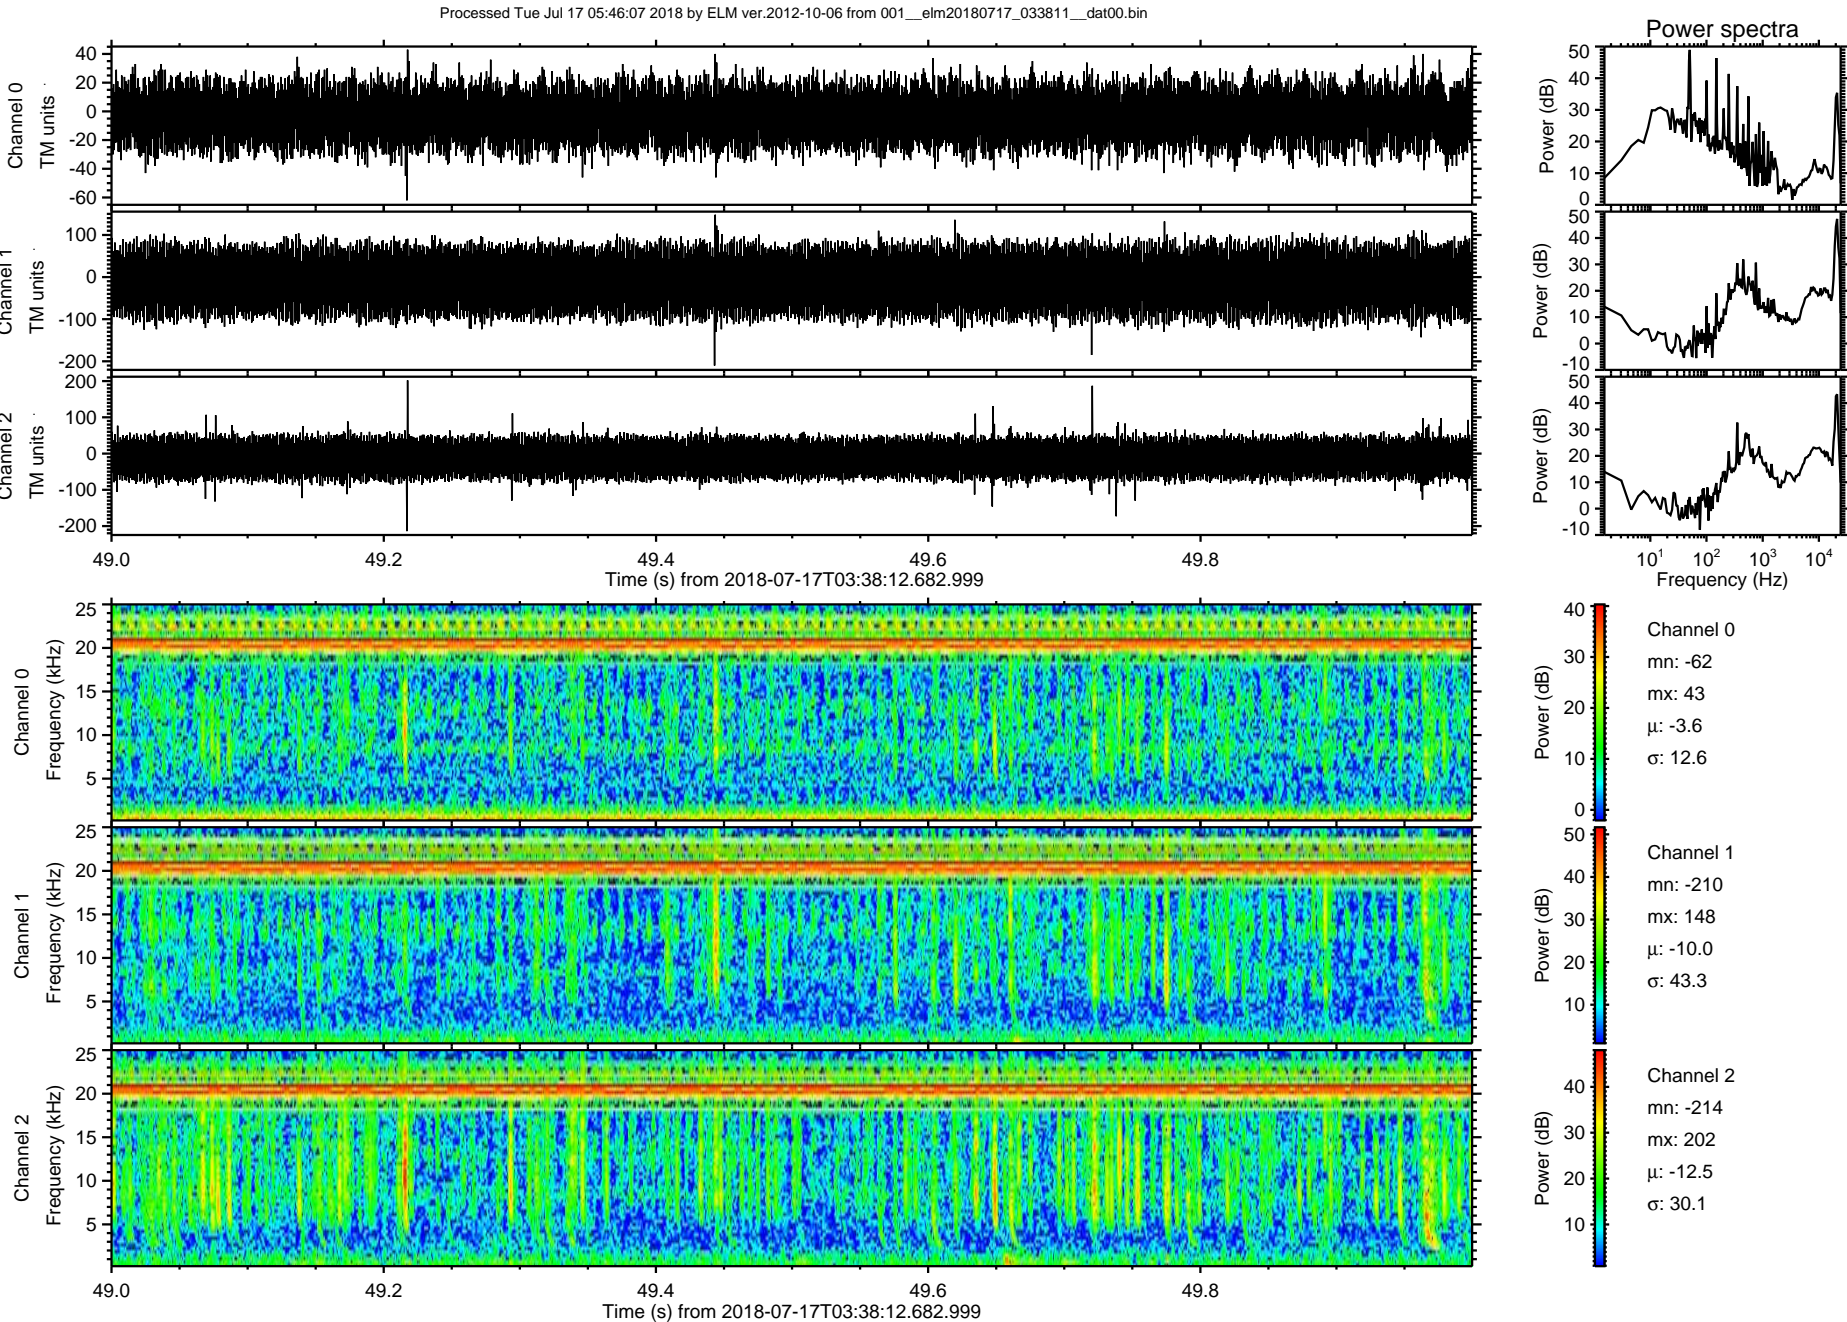 Processed Tue Jul 17 05:46:07 2018 by ELM ver.2012-10-06 from 001__elm20180717_033811__dat00.bin
Power spectra
Channel 0
TM units
40
20
0
-20
-40
-60
Power (dB)
50
40
30
20
10
0
Channel 1
TM units
100
0
-100
-200
Power (dB)
50
40
30
20
10
0
-10
Channel 2
TM units
200
100
0
-100
-200
Power (dB)
50
40
30
20
10
0
-10
49.0 49.2 49.4 49.6 49.8
Time (s) from 2018-07-17T03:38:12.682.999
10¹ 10² 10³ 10⁴
Frequency (Hz)
Channel 0
Frequency (kHz)
25
20
15
10
5
Power (dB)
40
30
20
10
0
Channel 0
mn: -62
mx: 43
μ: -3.6
σ: 12.6
Channel 1
Frequency (kHz)
25
20
15
10
5
Power (dB)
50
40
30
20
10
Channel 1
mn: -210
mx: 148
μ: -10.0
σ: 43.3
Channel 2
Frequency (kHz)
25
20
15
10
5
Power (dB)
40
30
20
10
Channel 2
mn: -214
mx: 202
μ: -12.5
σ: 30.1
49.0 49.2 49.4 49.6 49.8
Time (s) from 2018-07-17T03:38:12.682.999